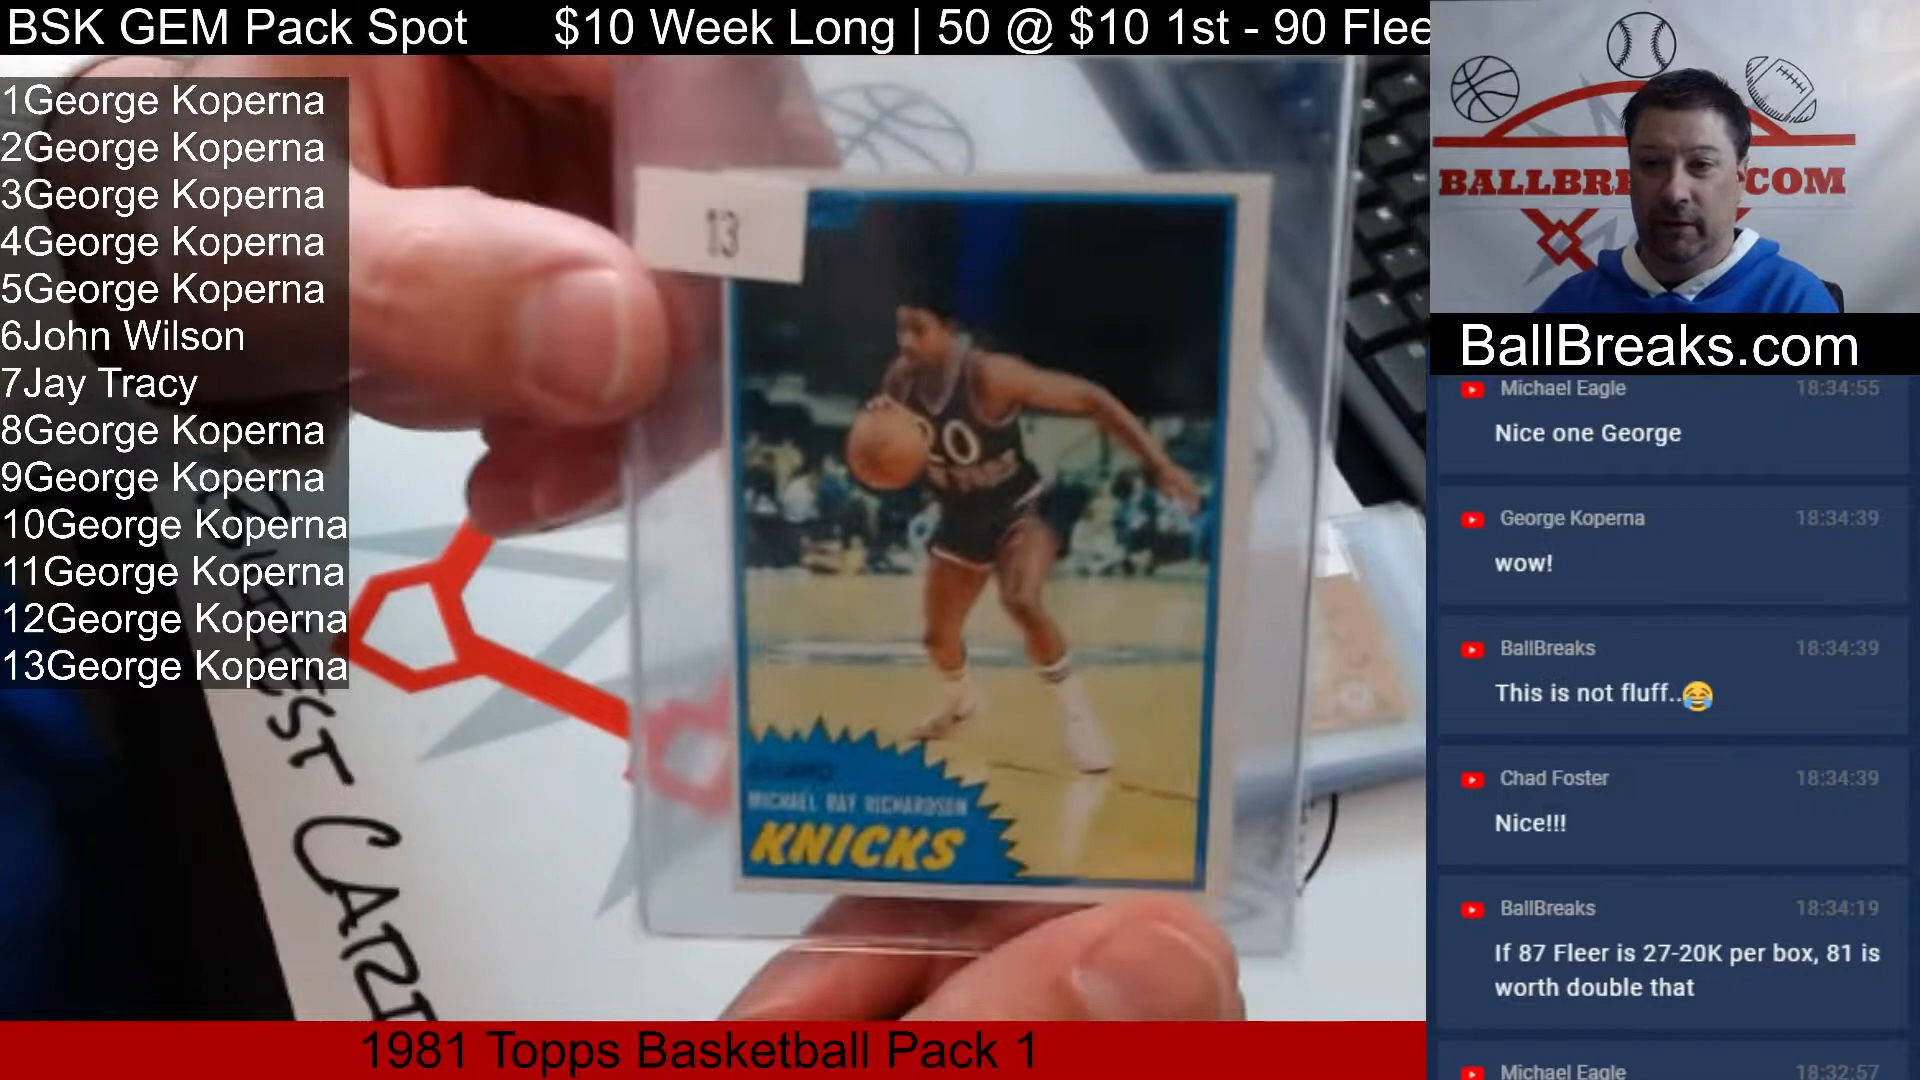 BSK GEM Pack Spot
$10 Week Long | 50 @ $10 1st - 90 Flee
1George Koperna
2George Koperna
3George Koperna
4George Koperna
5George Koperna
6John Wilson
7Jay Tracy
8George Koperna
9George Koperna
10George Koperna
11George Koperna
12George Koperna
13George Koperna
13
20
MICHAEL RAY RICHARDSON
KNICKS
CARD
1981 Topps Basketball Pack 1
BALLBRE .COM
BallBreaks.com
Michael Eagle 18:34:55
Nice one George
George Koperna 18:34:39
wow!
BallBreaks 18:34:39
This is not fluff..😂
Chad Foster 18:34:39
Nice!!!
BallBreaks 18:34:19
If 87 Fleer is 27-20K per box, 81 is
worth double that
Michael Eagle 18:32:57